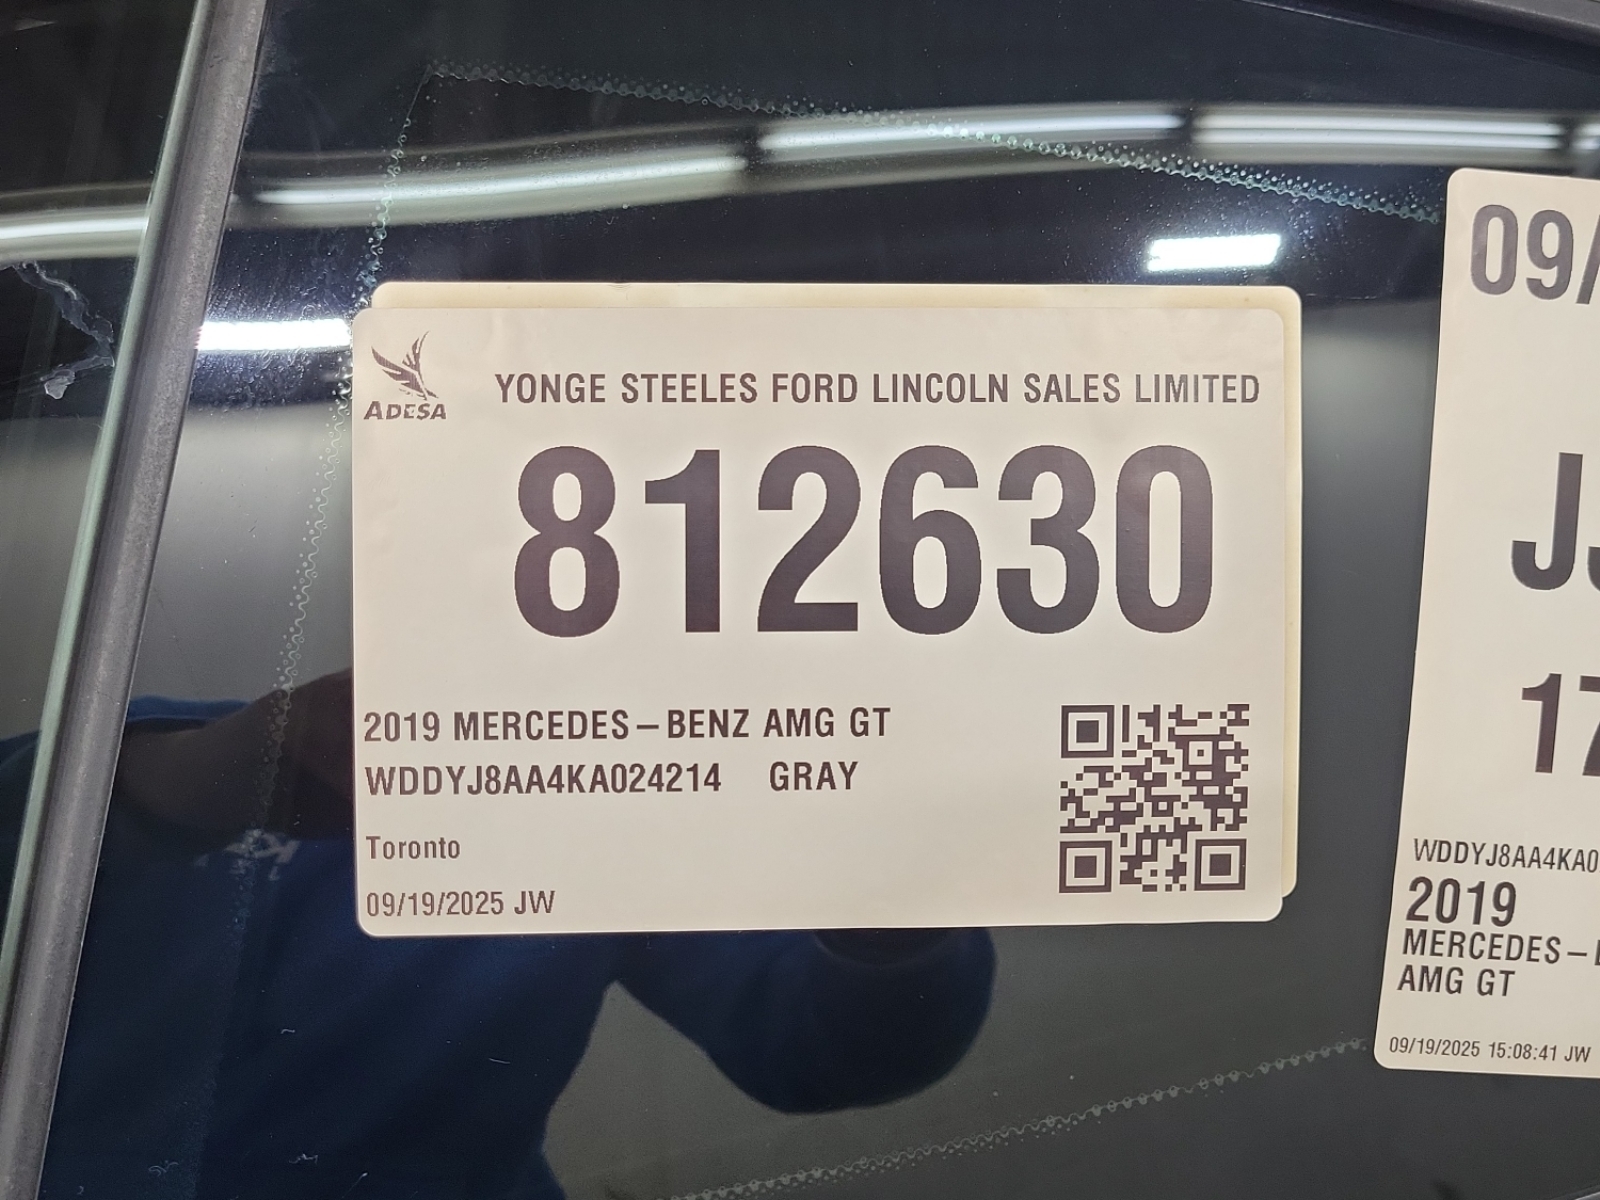 ADESA
YONGE STEELES FORD LINCOLN SALES LIMITED
812630
2019 MERCEDES-BENZ AMG GT
WDDYJ8AA4KA024214 GRAY
Toronto
09/19/2025 JW
09/
17
WDDYJ8AA4KA0
2019
MERCEDES-
AMG GT
09/19/2025 15:08:41 JW